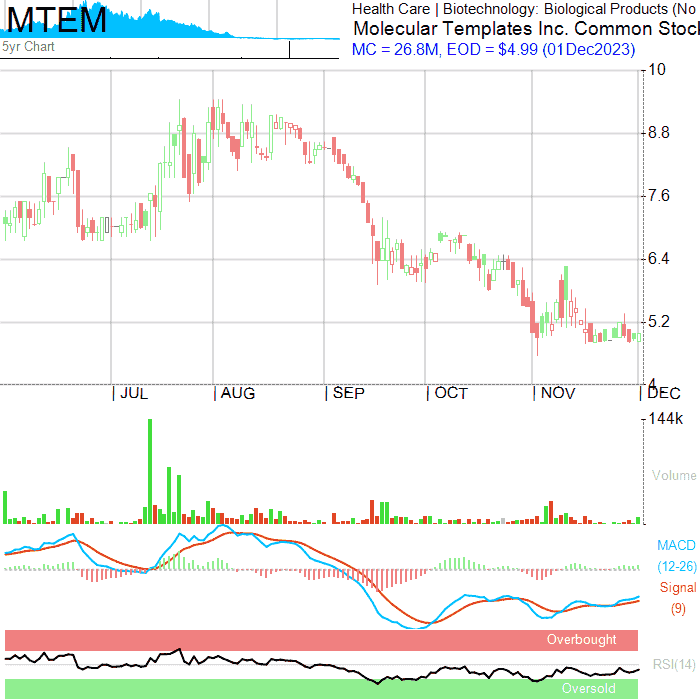 MTEM
5yr Chart
Health Care | Biotechnology: Biological Products (No
Molecular Templates Inc. Common Stoc
MC = 26.8M, EOD = $4.99 (01Dec2023)
10
8.8
7.6
6.4
5.2
4
JUL AUG SEP OCT NOV DEC
144k
Volume
MACD
(12-26)
Signal
(9)
Overbought
RSI(14)
Oversold